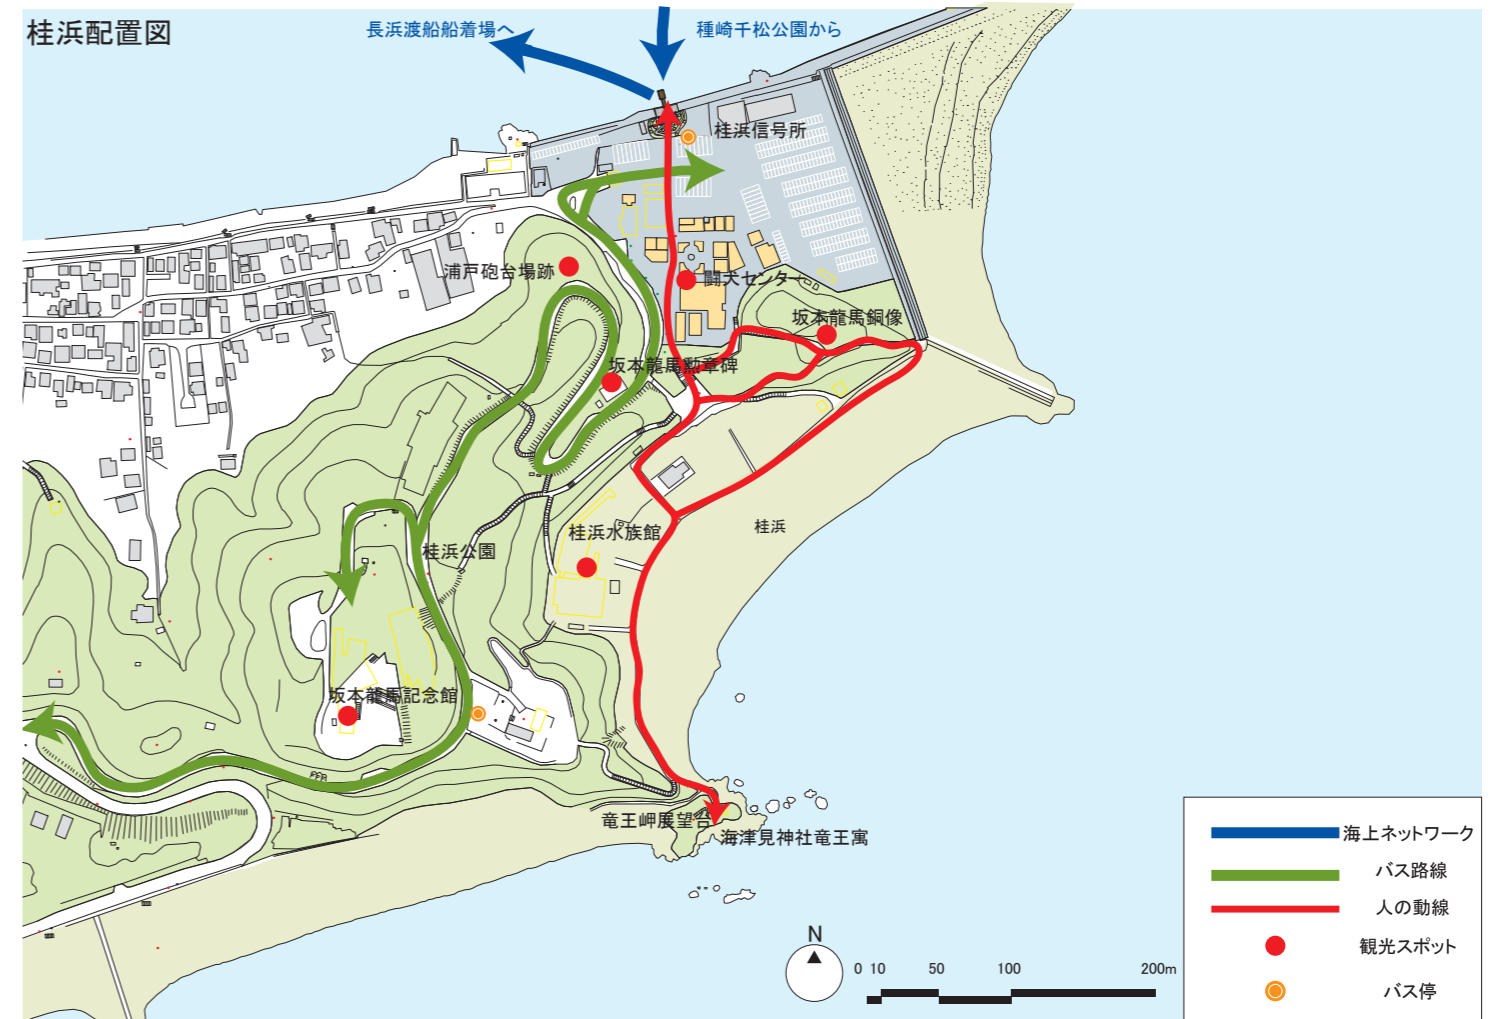 桂浜配置図
長浜渡船船着場へ
種崎千松公園から
桂浜信号所
浦戸砲台場跡
闘犬センター
坂本龍馬銅像
坂本龍馬勲章碑
桂浜水族館
桂浜
桂浜公園
坂本龍馬記念館
竜王岬展望台
海津見神社竜王寓
海上ネットワーク
バス路線
人の動線
観光スポット
バス停
N
0 10 50 100 200m